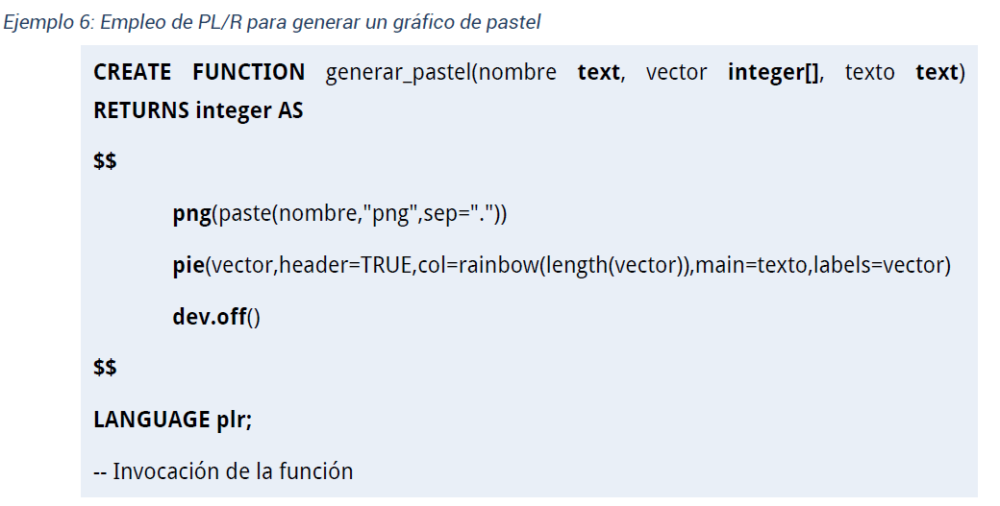 Ejemplo 6: Empleo de PL/R para generar un gráfico de pastel
CREATE FUNCTION generar_pastel(nombre text, vector integer[], texto text)
RETURNS integer AS
$$
png(paste(nombre,"png",sep="."))
pie(vector,header=TRUE,col=rainbow(length(vector)),main=texto,labels=vector)
dev.off()
$$
LANGUAGE plr;
-- Invocación de la función